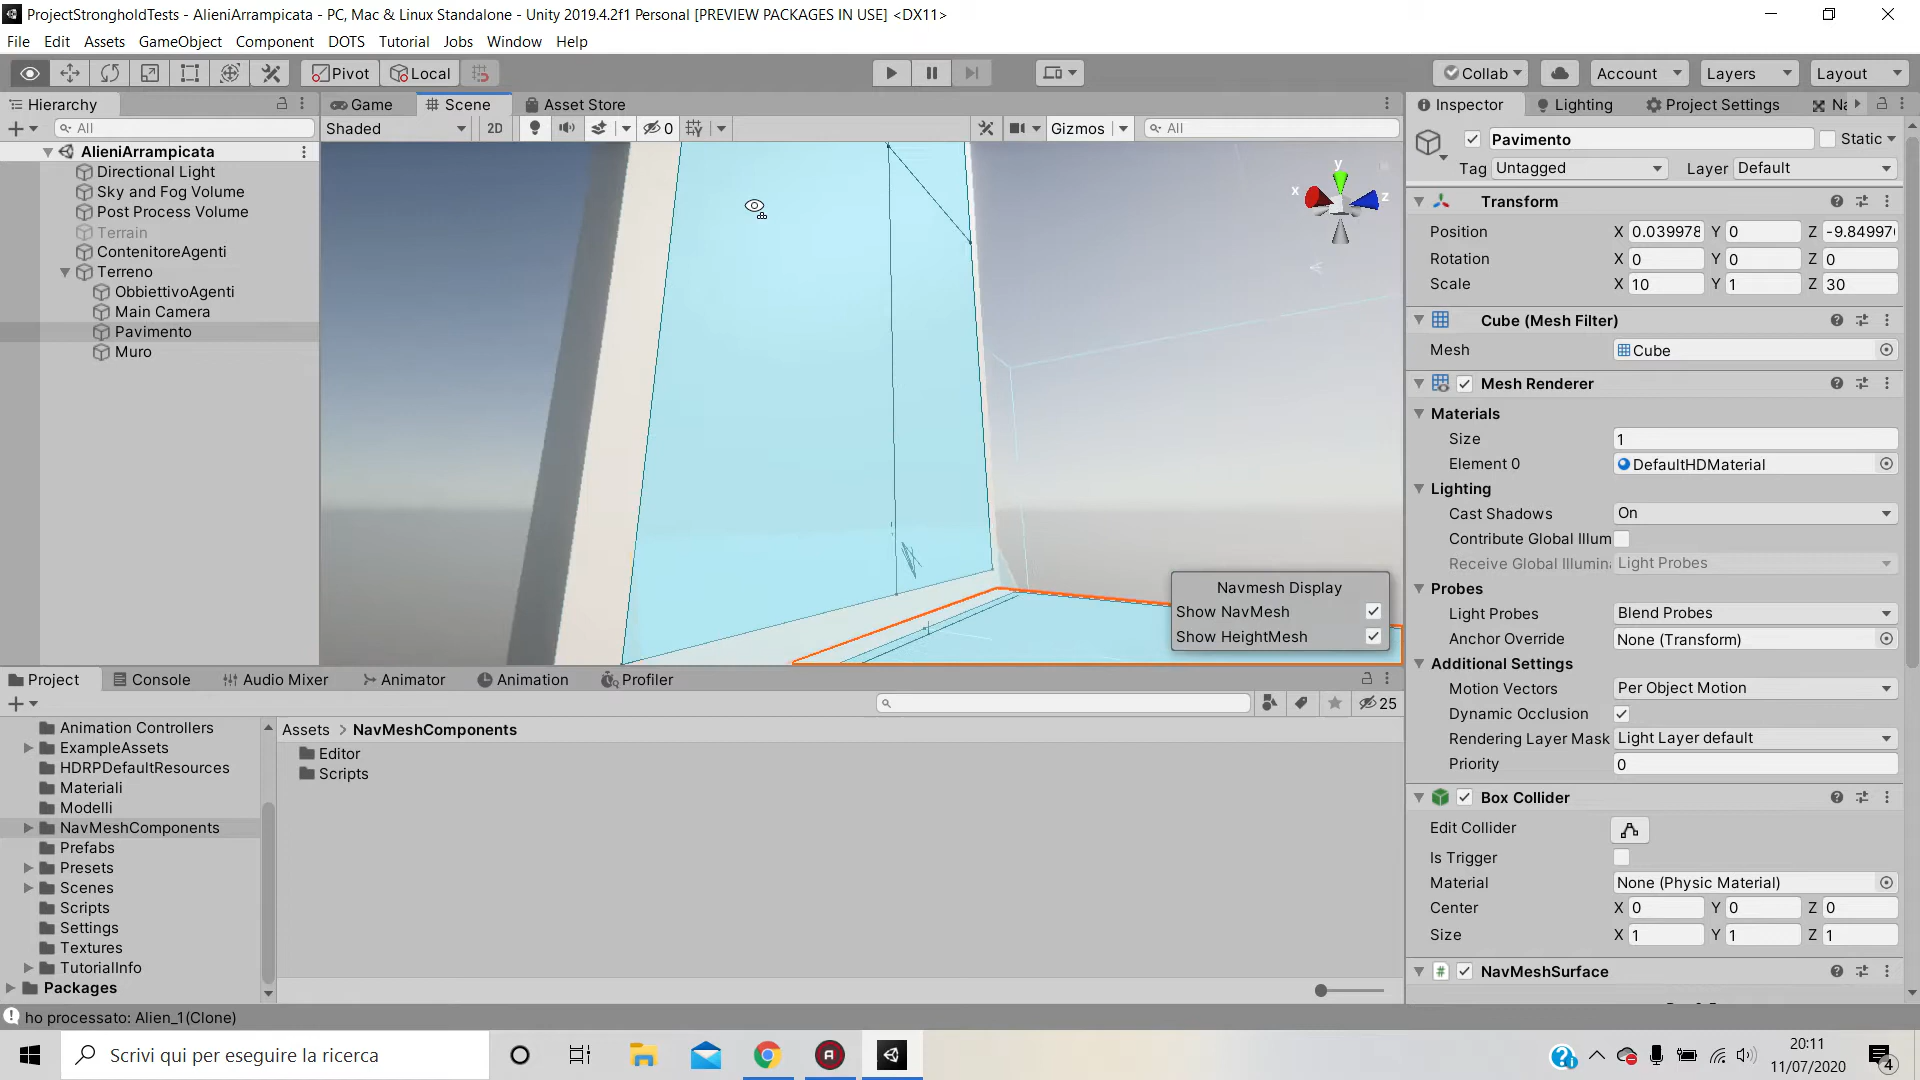 ProjectStrongholdTests - AlieniArrampicata - PC, Mac & Linux Standalone - Unity 2019.4.2f1 Personal [PREVIEW PACKAGES IN USE] <DX11>
File Edit Assets GameObject Component DOTS Tutorial Jobs Window Help
Pivot Local Collab Account Layers Layout
Hierarchy
All
AlieniArrampicata
Directional Light
Sky and Fog Volume
Post Process Volume
Terrain
ContenitoreAgenti
Terreno
ObbiettivoAgenti
Main Camera
Pavimento
Muro
Game Scene Asset Store
Shaded 2D 0 Gizmos All
y
x z
Navmesh Display
Show NavMesh
Show HeightMesh
Inspector Lighting Project Settings Na
Pavimento Static
Tag Untagged Layer Default
Transform
Position X 0.039978 Y 0 Z -9.84997
Rotation X 0 Y 0 Z 0
Scale X 10 Y 1 Z 30
Cube (Mesh Filter)
Mesh Cube
Mesh Renderer
Materials
Size 1
Element 0 DefaultHDMaterial
Lighting
Cast Shadows On
Contribute Global Illum
Receive Global Illumina Light Probes
Probes
Light Probes Blend Probes
Anchor Override None (Transform)
Additional Settings
Motion Vectors Per Object Motion
Dynamic Occlusion
Rendering Layer Mask Light Layer default
Priority 0
Box Collider
Edit Collider
Is Trigger
Material None (Physic Material)
Center X 0 Y 0 Z 0
Size X 1 Y 1 Z 1
NavMeshSurface
Project Console Audio Mixer Animator Animation Profiler
25
Animation Controllers
ExampleAssets
HDRPDefaultResources
Materiali
Modelli
NavMeshComponents
Prefabs
Presets
Scenes
Scripts
Settings
Textures
TutorialInfo
Packages
Assets > NavMeshComponents
Editor
Scripts
ho processato: Alien_1(Clone)
Scrivi qui per eseguire la ricerca
20:11
11/07/2020
4